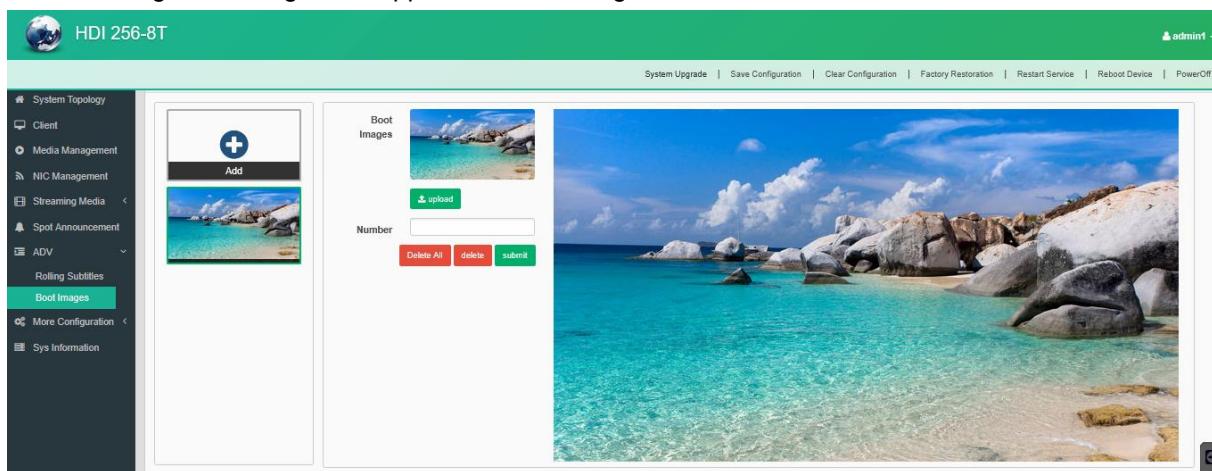 HDI 256-8T
admin1
System Upgrade | Save Configuration | Clear Configuration | Factory Restoration | Restart Service | Reboot Device | PowerOff
System Topology
Client
Media Management
NIC Management
Streaming Media
Spot Announcement
ADV
Rolling Subtitles
Boot Images
More Configuration
Sys Information
Add
Boot
Images
upload
Number
Delete All
delete
submit